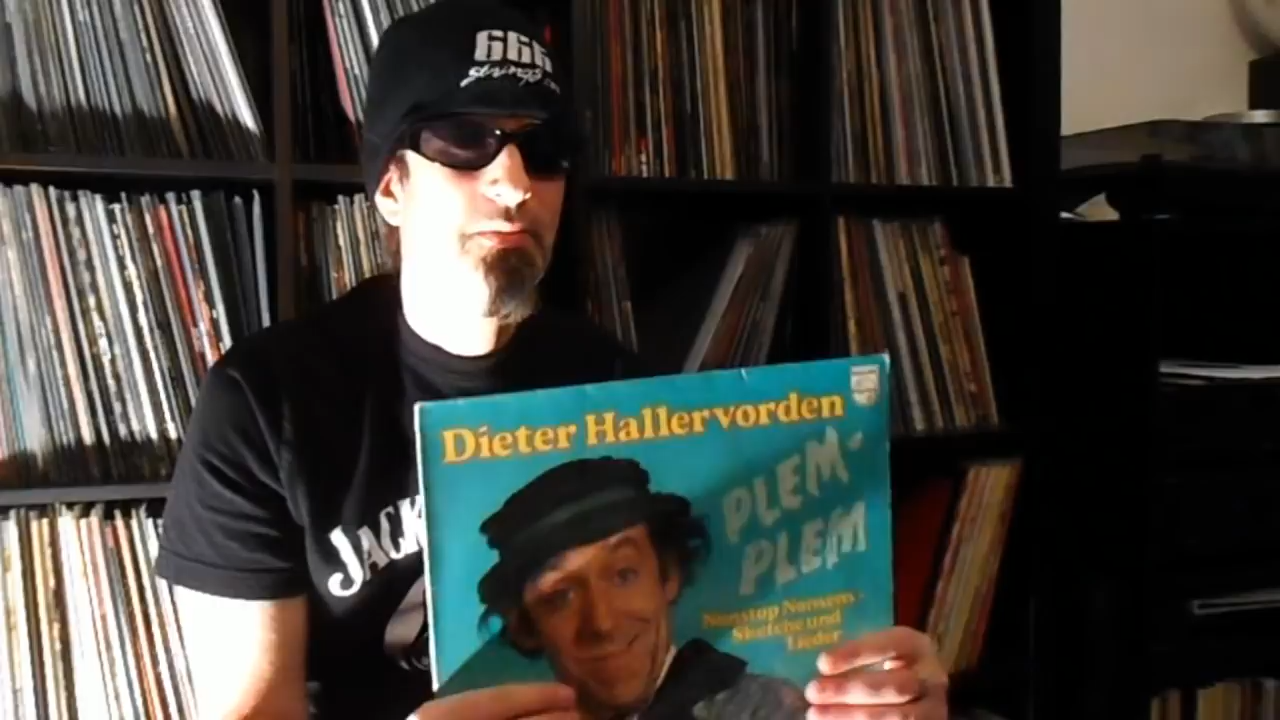 666
strings
Jack
Dieter Hallervorden
PLEM-
PLEM
Nonstop Nonsens-
Sketche und
Lieder